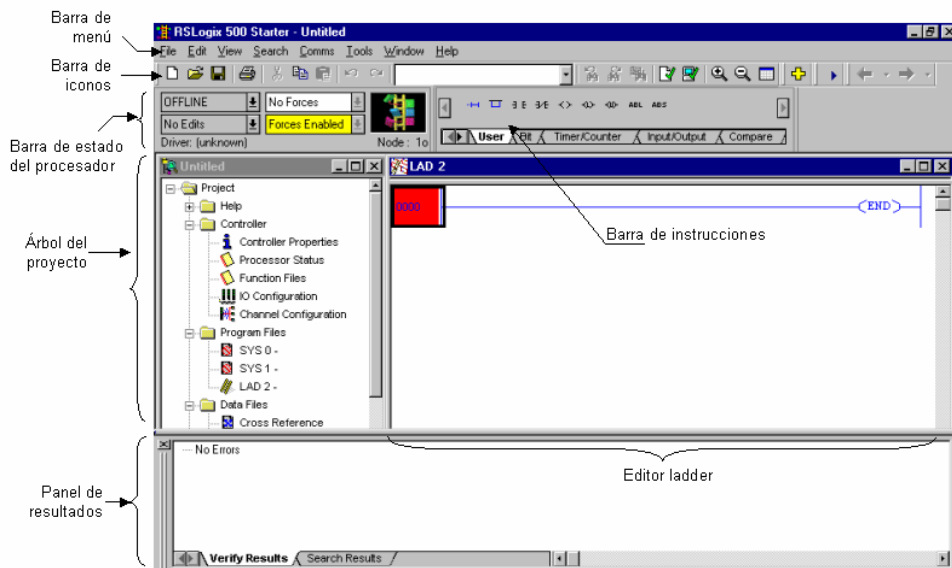 Barra de
menú
Barra de
iconos
Barra de estado
del procesador
Árbol del
proyecto
Panel de
resultados
RSLogix 500 Starter - Untitled
File Edit View Search Comms Tools Window Help
OFFLINE No Forces
No Edits Forces Enabled
Driver: (unknown) Node : 1o
ABL ABS
User Bit Timer/Counter Input/Output Compare
Untitled
Project
Help
Controller
Controller Properties
Processor Status
Function Files
IO Configuration
Channel Configuration
Program Files
SYS 0 -
SYS 1 -
LAD 2 -
Data Files
Cross Reference
LAD 2
0000
END
Barra de instrucciones
Editor ladder
No Errors
Verify Results Search Results